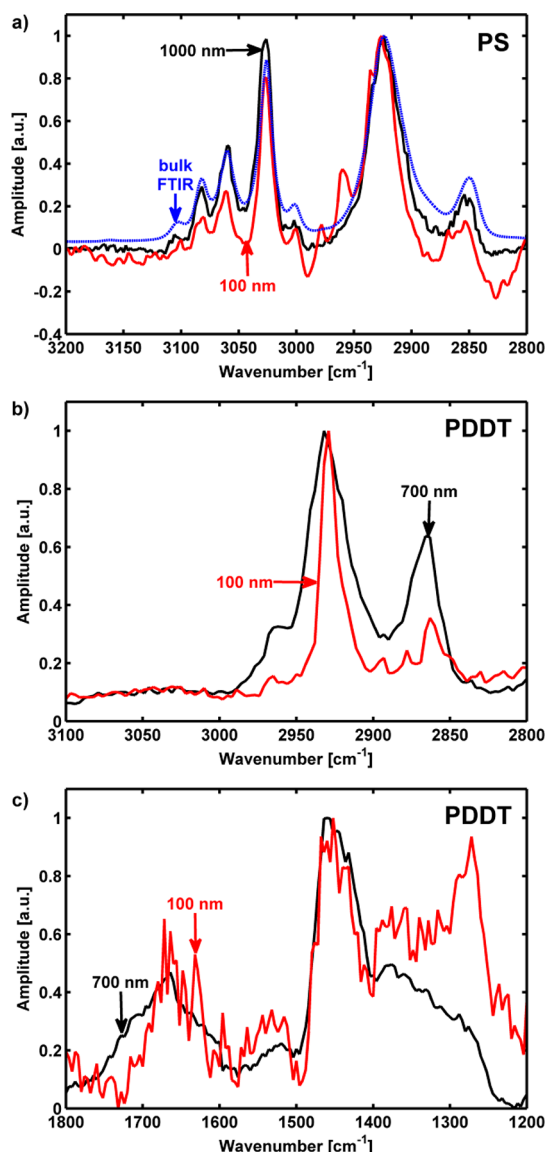 a)
PS
1000 nm
bulk
FTIR
100 nm
Amplitude [a.u.]
1
0.8
0.6
0.4
0.2
0
-0.2
-0.4
3200 3150 3100 3050 3000 2950 2900 2850 2800
Wavenumber [cm⁻¹]
b)
PDDT
700 nm
100 nm
Amplitude [a.u.]
1
0.8
0.6
0.4
0.2
0
3100 3050 3000 2950 2900 2850 2800
Wavenumber [cm⁻¹]
c)
PDDT
100 nm
700 nm
Amplitude [a.u.]
1
0.8
0.6
0.4
0.2
0
1800 1700 1600 1500 1400 1300 1200
Wavenumber [cm⁻¹]